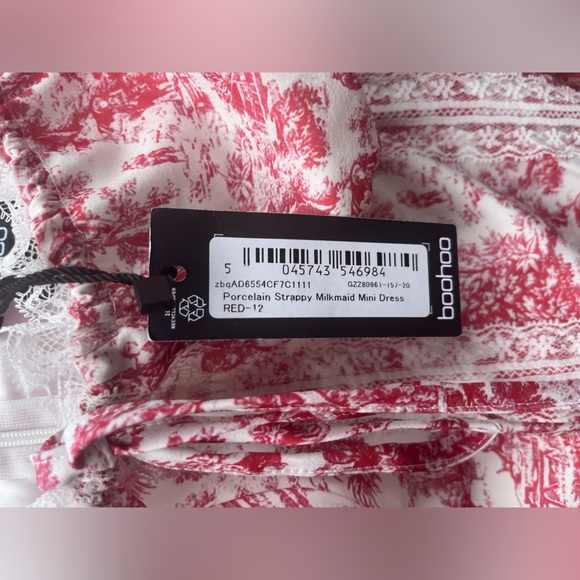 5 045743 546984
zbqAD6554CF7C1111 GZZ80961-157-20
Porcelain Strappy Milkmaid Mini Dress
RED-12
boohoo